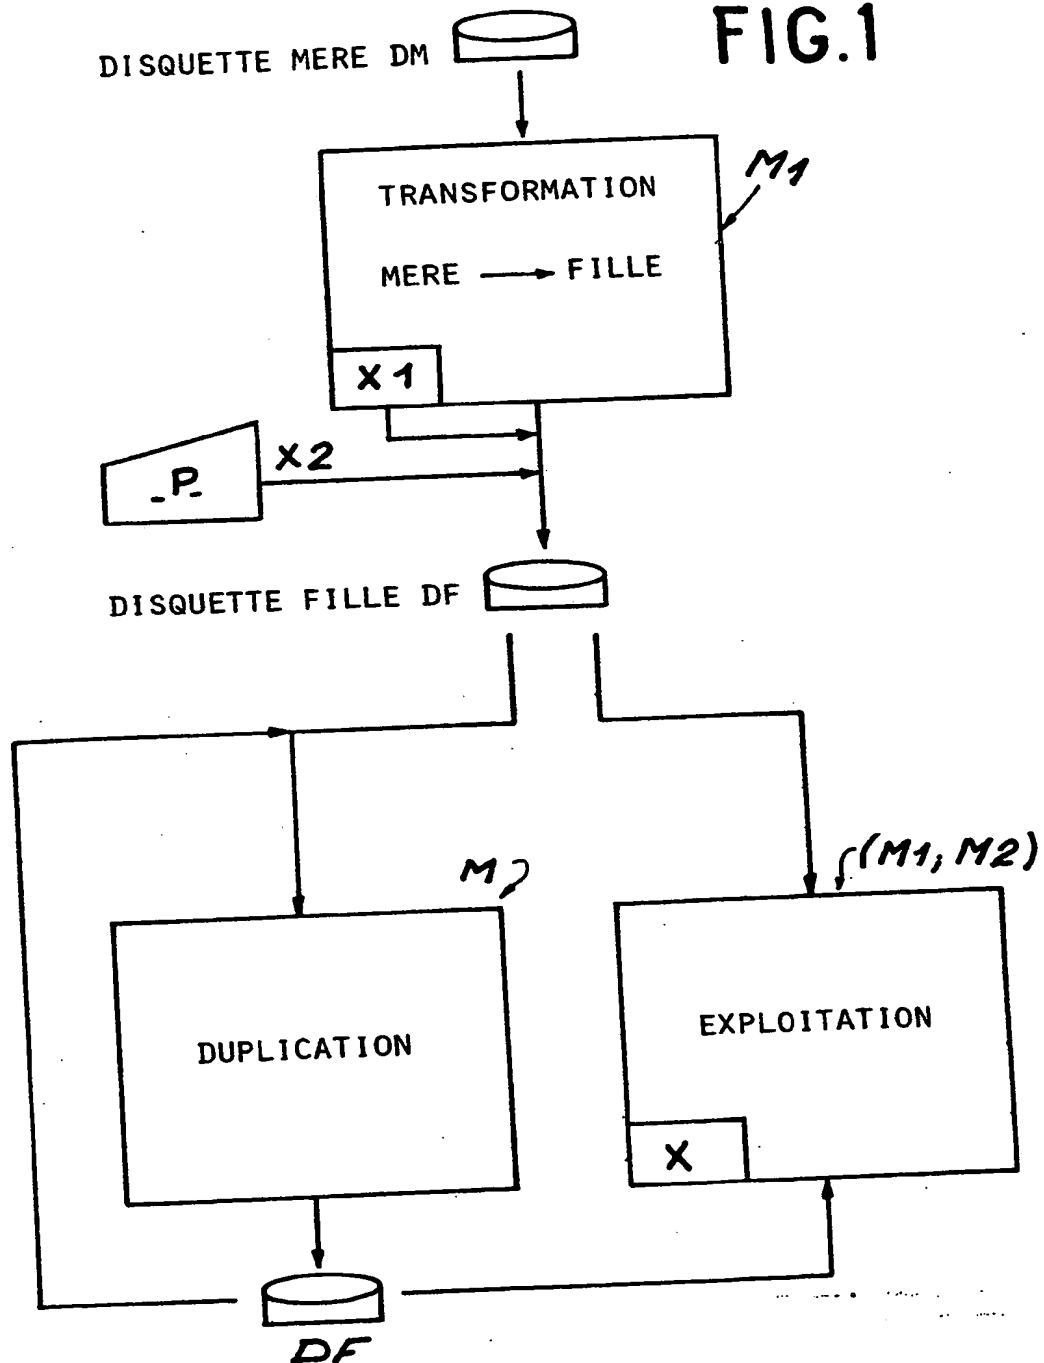 FIG.1
DISQUETTE MERE DM
M1
TRANSFORMATION
MERE FILLE
X1
X2
P
DISQUETTE FILLE DF
M
(M1, M2)
DUPLICATION
EXPLOITATION
X
DF